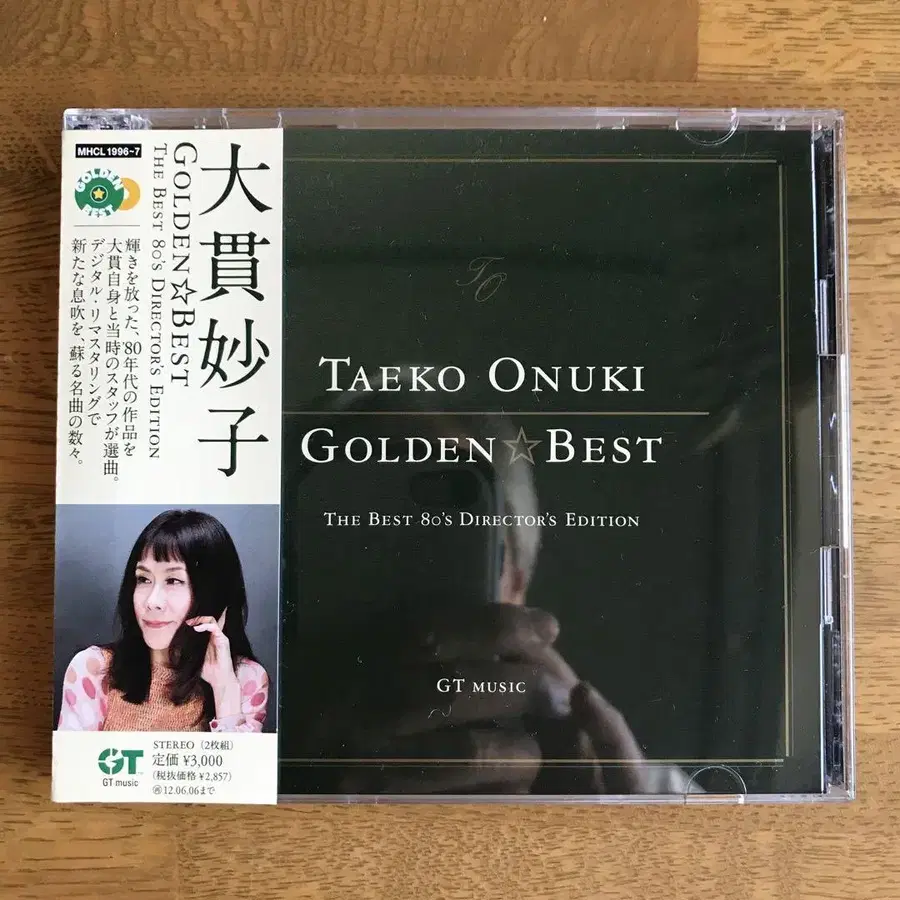 MHCL 1996~7
GOLDEN
BEST
大貫妙子
GOLDEN☆BEST
THE BEST 80'S DIRECTOR'S EDITION
輝きを放った、'80年代の作品を
大貫自身と当時のスタッフが選曲。
デジタル・リマスタリングで
新たな息吹を、蘇る名曲の数々。
GT
GT music
STEREO (2枚組)
定価 ¥3,000
(税抜価格 ¥2,857)
12.06.06まで
TO
TAEKO ONUKI
GOLDEN☆BEST
THE BEST 80'S DIRECTOR'S EDITION
GT MUSIC